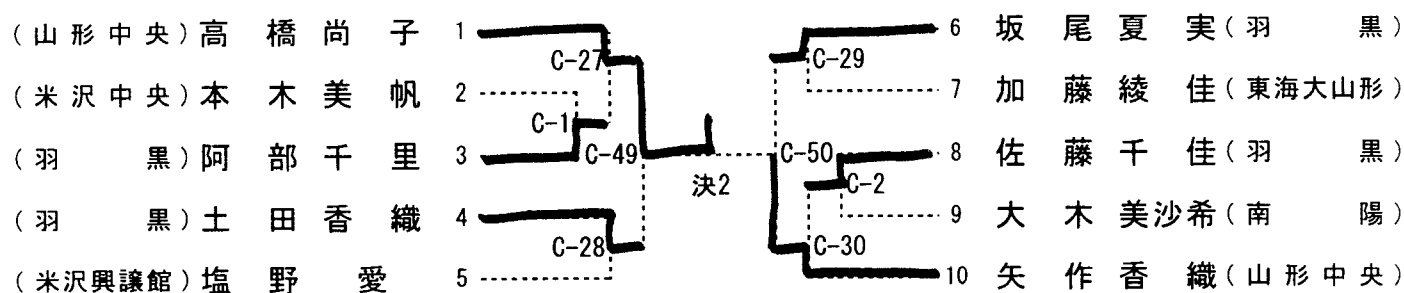 (山形中央)高橋尚子 1
C-27
(米沢中央)本木美帆 2
C-1
(羽黒)阿部千里 3
C-49
(羽黒)土田香織 4
C-28
(米沢興譲館)塩野愛 5
決2
6 坂尾夏実(羽黒)
C-29
7 加藤綾佳(東海大山形)
C-50
8 佐藤千佳(羽黒)
C-2
9 大木美沙希(南陽)
C-30
10 矢作香織(山形中央)